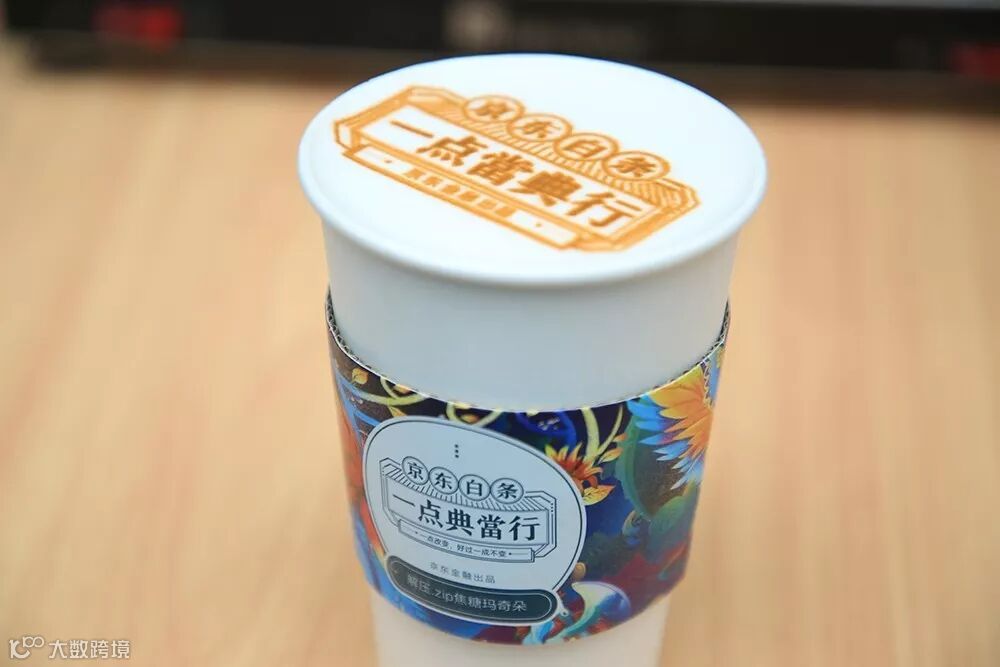 京东白条
一点當典行
京东白条
一点典當行
一点改变，好过一成不变
京东金融出品
解压.zip焦糖玛奇朵
大数跨境